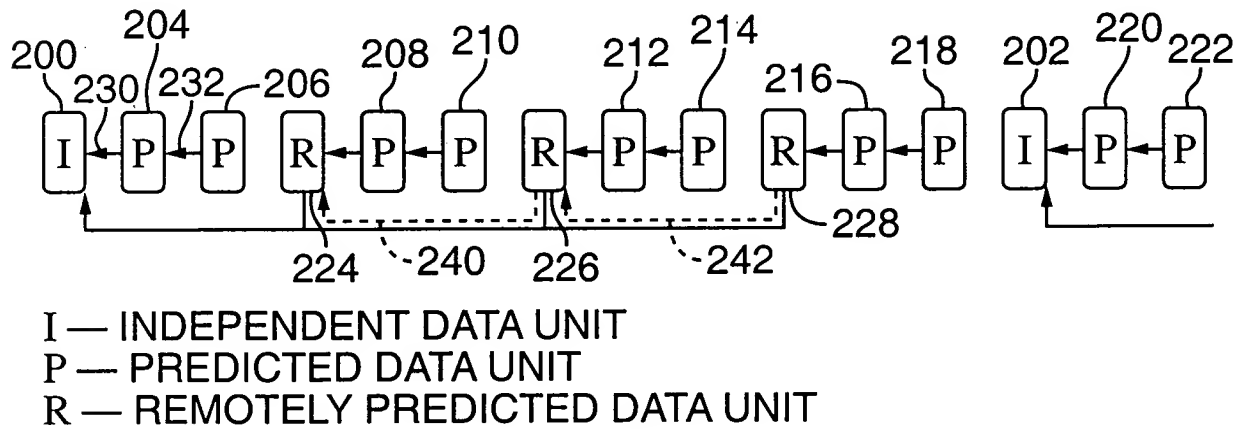 200 204 208 210 212 214 216 218 202 220 222
230 232 206
I P P R P P R P P R P P I P P
224 240 226 242 228
I — INDEPENDENT DATA UNIT
P — PREDICTED DATA UNIT
R — REMOTELY PREDICTED DATA UNIT